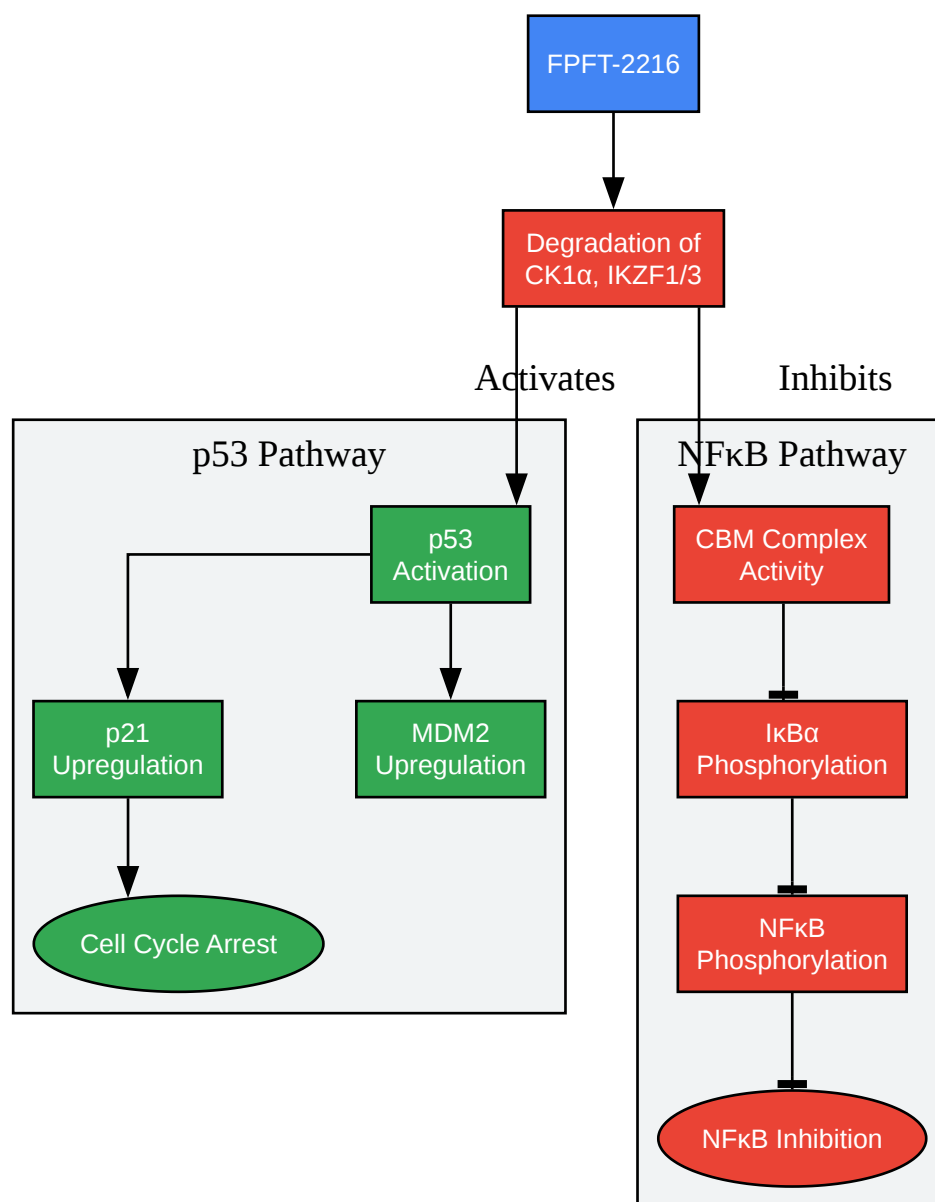 FPFT-2216
Degradation of
CK1α, IKZF1/3
Activates
Inhibits
p53 Pathway
NFκB Pathway
p53
Activation
CBM Complex
Activity
p21
Upregulation
MDM2
Upregulation
IκBα
Phosphorylation
Cell Cycle Arrest
NFκB
Phosphorylation
NFκB Inhibition